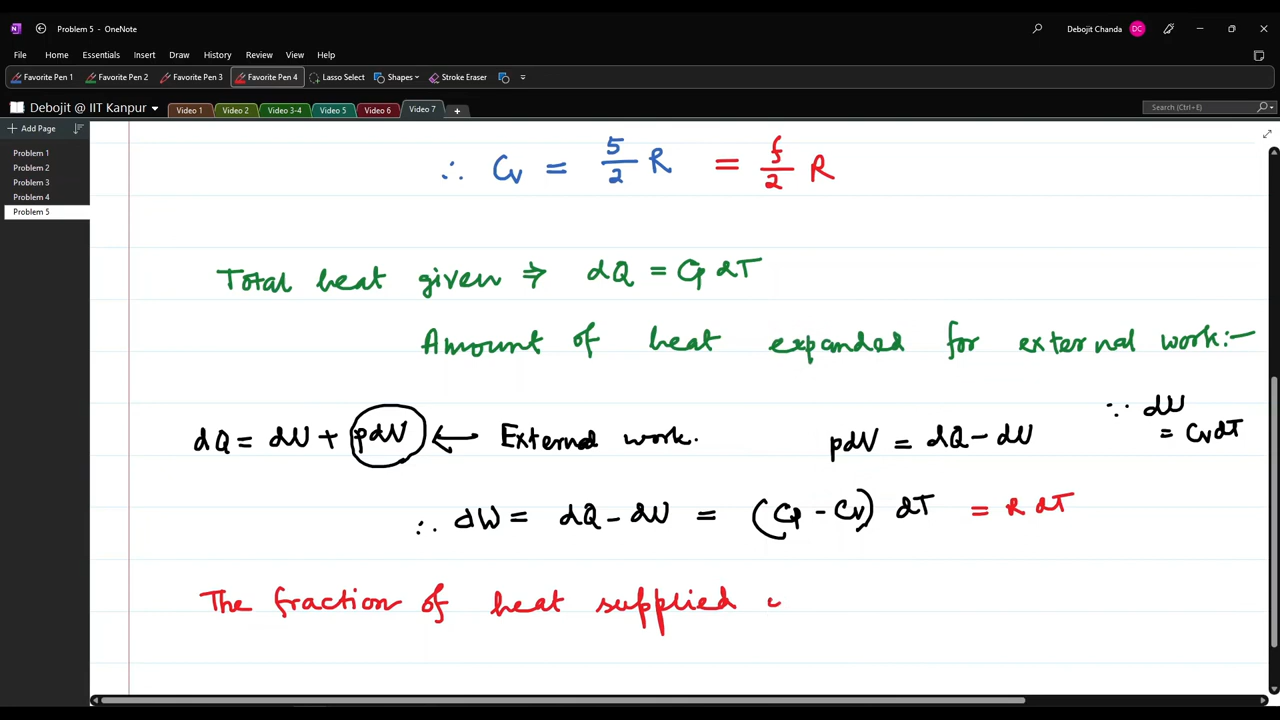 Problem 5 - OneNote
Debojit Chanda DC
File Home Essentials Insert Draw History Review View Help
Favorite Pen 1 Favorite Pen 2 Favorite Pen 3 Favorite Pen 4 Lasso Select Shapes Stroke Eraser
Debojit @ IIT Kanpur Video 1 Video 2 Video 3-4 Video 5 Video 6 Video 7 + Search (Ctrl+E)
+ Add Page
Problem 1
Problem 2
Problem 3
Problem 4
Problem 5
∴ Cv = 5/2 R = f/2 R
Total heat given ⇒ dQ = Cp dT
Amount of heat expanded for external work:-
∵ dU = CvdT
dQ = dU + pdV ← External work. pdV = dQ - dU
∴ dW = dQ - dU = (Cp - Cv) dT = R dT
The fraction of heat supplied